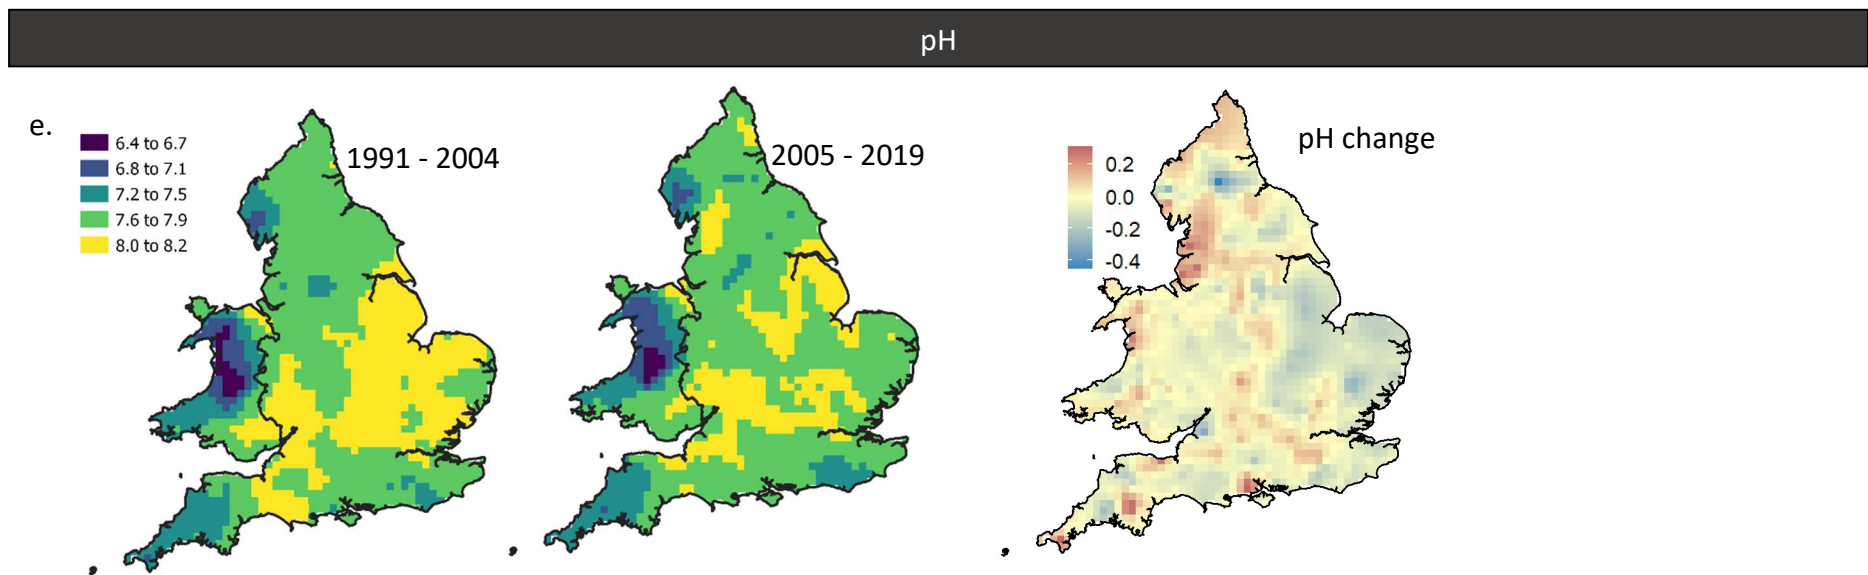 pH
e.
6.4 to 6.7
6.8 to 7.1
7.2 to 7.5
7.6 to 7.9
8.0 to 8.2
1991 - 2004
2005 - 2019
pH change
0.2
0.0
-0.2
-0.4